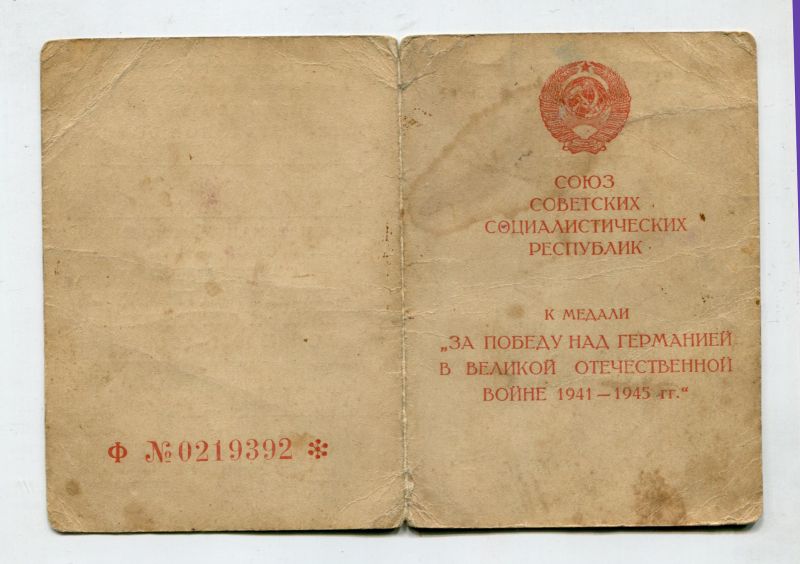 Ф №0219392 ✻
СОЮЗ
СОВЕТСКИХ
СОЦИАЛИСТИЧЕСКИХ
РЕСПУБЛИК
К МЕДАЛИ
„ЗА ПОБЕДУ НАД ГЕРМАНИЕЙ
В ВЕЛИКОЙ ОТЕЧЕСТВЕННОЙ
ВОЙНЕ 1941—1945 гг.“